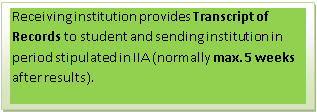 Receiving institution provides Transcript of
Records to student and sending institution in
period stipulated in IIA (normally max. 5 weeks
after results).